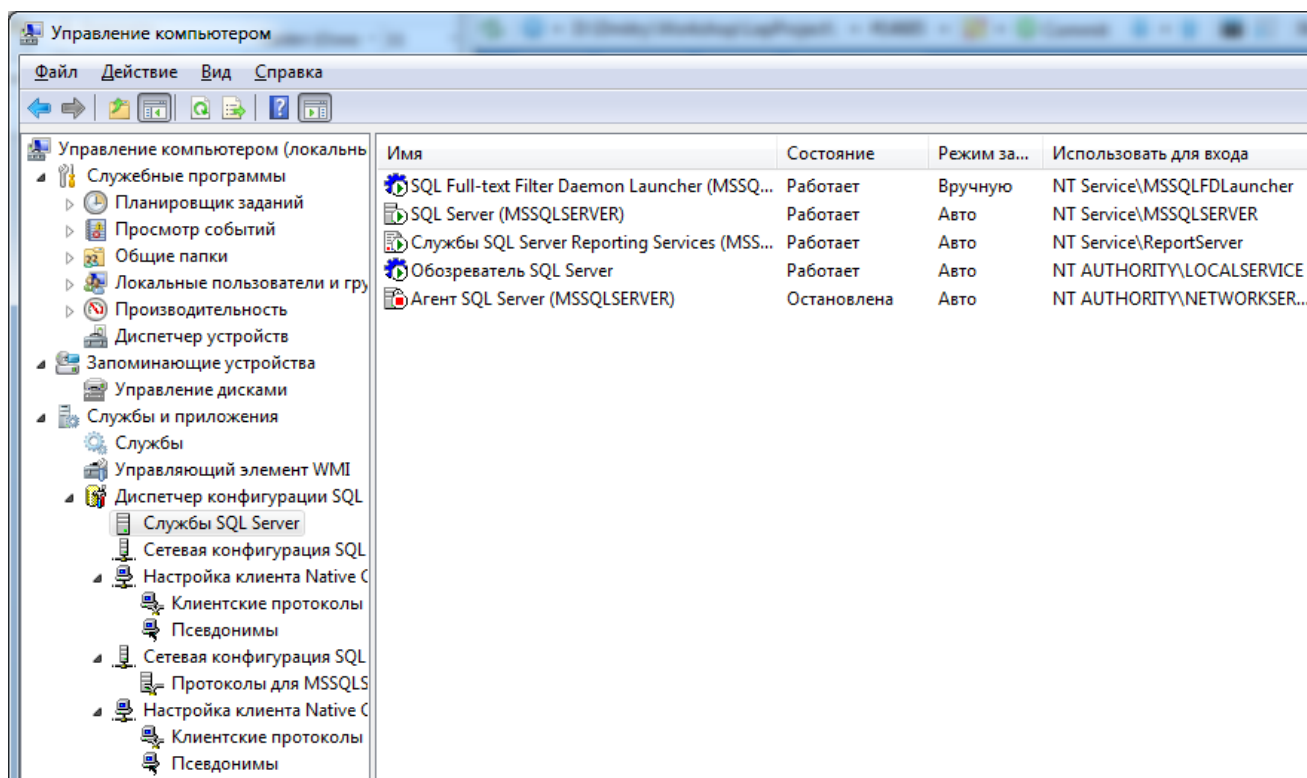 Управление компьютером
Файл Действие Вид Справка
Управление компьютером (локальнь
Служебные программы
Планировщик заданий
Просмотр событий
Общие папки
Локальные пользователи и гру
Производительность
Диспетчер устройств
Запоминающие устройства
Управление дисками
Службы и приложения
Службы
Управляющий элемент WMI
Диспетчер конфигурации SQL
Службы SQL Server
Сетевая конфигурация SQL
Настройка клиента Native C
Клиентские протоколы
Псевдонимы
Сетевая конфигурация SQL
Протоколы для MSSQLS
Настройка клиента Native C
Клиентские протоколы
Псевдонимы
Имя Состояние Режим за... Использовать для входа
SQL Full-text Filter Daemon Launcher (MSSQ... Работает Вручную NT Service\MSSQLFDLauncher
SQL Server (MSSQLSERVER) Работает Авто NT Service\MSSQLSERVER
Службы SQL Server Reporting Services (MSS... Работает Авто NT Service\ReportServer
Обозреватель SQL Server Работает Авто NT AUTHORITY\LOCALSERVICE
Агент SQL Server (MSSQLSERVER) Остановлена Авто NT AUTHORITY\NETWORKSER...